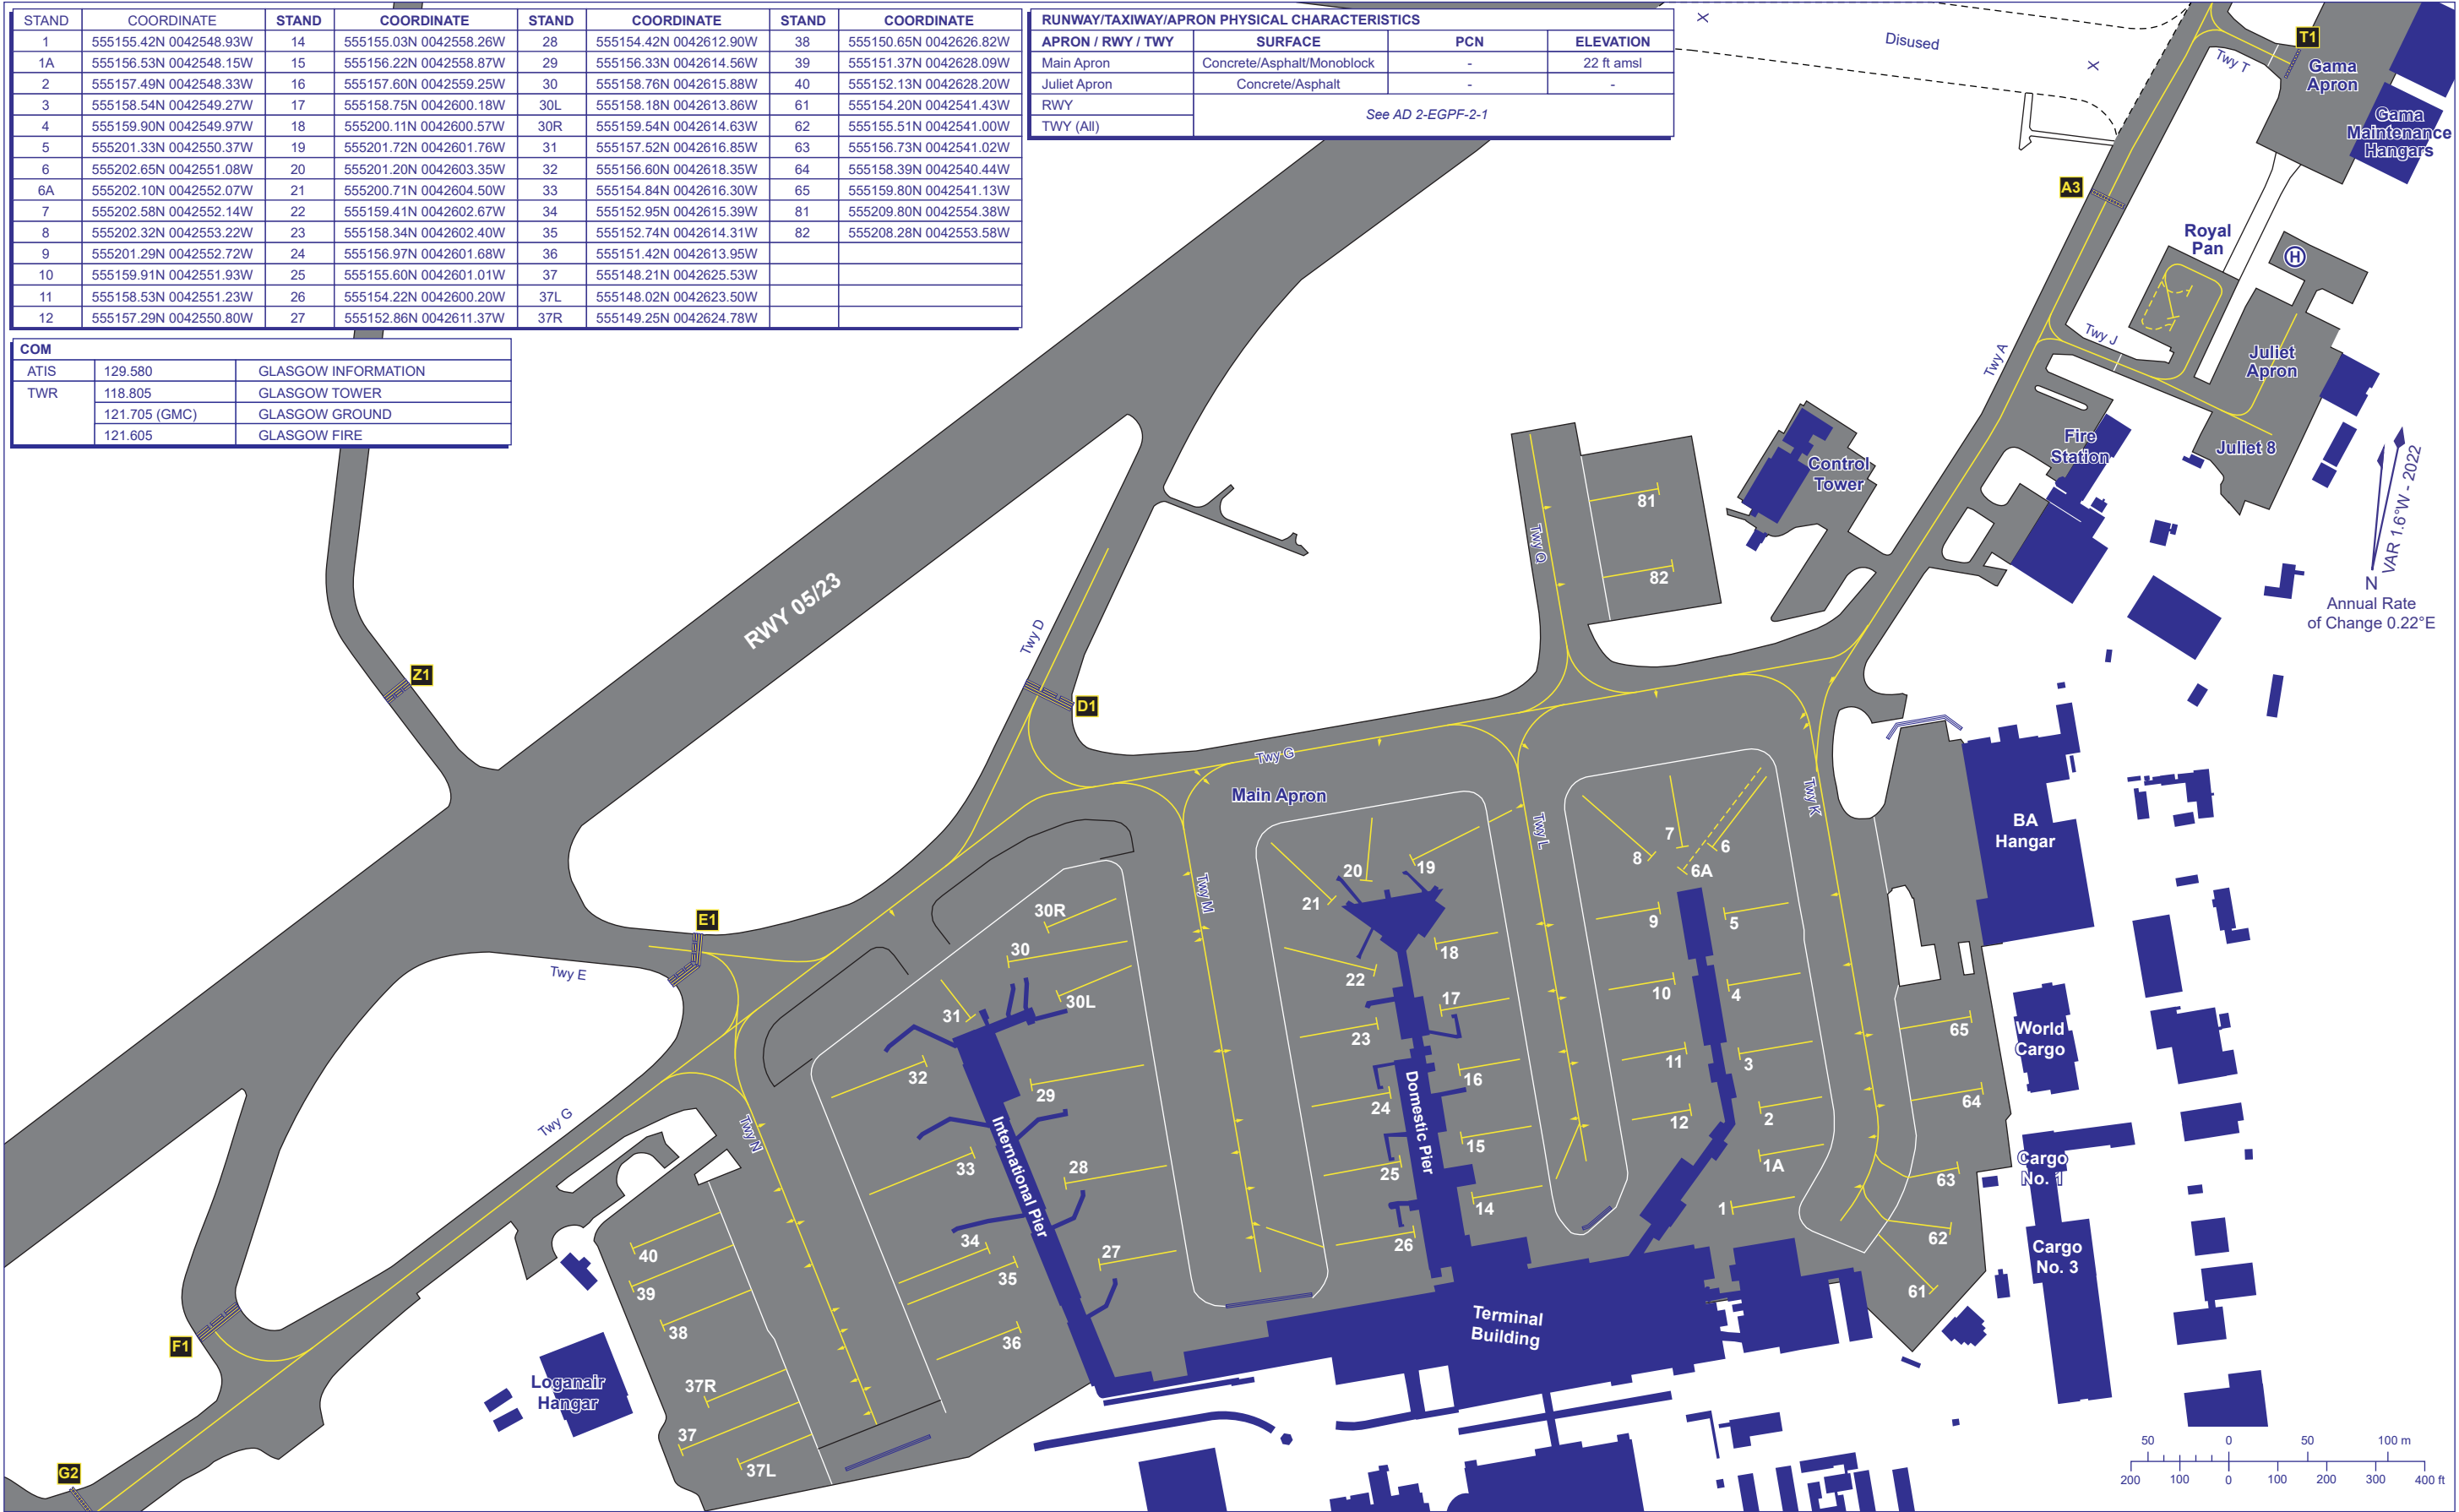 STAND COORDINATE STAND COORDINATE STAND COORDINATE STAND COORDINATE
1 555155.42N 0042548.93W 14 555155.03N 0042558.26W 28 555154.42N 0042612.90W 38 555150.65N 0042626.82W
1A 555156.53N 0042548.15W 15 555156.22N 0042558.87W 29 555156.33N 0042614.56W 39 555151.37N 0042628.09W
2 555157.49N 0042548.33W 16 555157.60N 0042559.25W 30 555158.76N 0042615.88W 40 555152.13N 0042628.20W
3 555158.54N 0042549.27W 17 555158.75N 0042600.18W 30L 555158.18N 0042613.86W 61 555154.20N 0042541.43W
4 555159.90N 0042549.97W 18 555200.11N 0042600.57W 30R 555159.54N 0042614.63W 62 555155.51N 0042541.00W
5 555201.33N 0042550.37W 19 555201.72N 0042601.76W 31 555157.52N 0042616.85W 63 555156.73N 0042541.02W
6 555202.65N 0042551.08W 20 555201.20N 0042603.35W 32 555156.60N 0042618.35W 64 555158.39N 0042540.44W
6A 555202.10N 0042552.07W 21 555200.71N 0042604.50W 33 555154.84N 0042616.30W 65 555159.80N 0042541.13W
7 555202.58N 0042552.14W 22 555159.41N 0042602.67W 34 555152.95N 0042615.39W 81 555209.80N 0042554.38W
8 555202.32N 0042553.22W 23 555158.34N 0042602.40W 35 555152.74N 0042614.31W 82 555208.28N 0042553.58W
9 555201.29N 0042552.72W 24 555156.97N 0042601.68W 36 555151.42N 0042613.95W
10 555159.91N 0042551.93W 25 555155.60N 0042601.01W 37 555148.21N 0042625.53W
11 555158.53N 0042551.23W 26 555154.22N 0042600.20W 37L 555148.02N 0042623.50W
12 555157.29N 0042550.80W 27 555152.86N 0042611.37W 37R 555149.25N 0042624.78W
RUNWAY/TAXIWAY/APRON PHYSICAL CHARACTERISTICS
APRON / RWY / TWY SURFACE PCN ELEVATION
Main Apron Concrete/Asphalt/Monoblock - 22 ft amsl
Juliet Apron Concrete/Asphalt - -
RWY
See AD 2-EGPF-2-1
TWY (All)
COM
ATIS 129.580 GLASGOW INFORMATION
TWR 118.805 GLASGOW TOWER
121.705 (GMC) GLASGOW GROUND
121.605 GLASGOW FIRE
X
Disused
X
T1
Twy T
Gama
Apron
Gama
Maintenance
Hangars
A3
Royal
Pan
H
Twy J
Twy A
Juliet
Apron
Juliet 8
Fire
Station
Control
Tower
VAR 1.6°W - 2022
N
Annual Rate
of Change 0.22°E
81
82
Twy Q
RWY 05/23
Twy D
Z1
D1
Twy G
Main Apron
Twy K
Twy L
Twy M
BA
Hangar
7
8
6
6A
20
19
21
9
5
30R
30
E1
Twy E
18
22
10
4
30L
31
17
23
65
World
Cargo
11
3
32
29
16
24
64
12
2
Twy G
Twy N
International Pier
Domestic Pier
15
1A
Cargo
No. 1
33
28
25
63
14
1
34
27
26
62
40
35
Cargo
No. 3
39
61
38
36
Terminal
Building
F1
Loganair
Hangar
37R
37
37L
G2
50 0 50 100 m
200 100 0 100 200 300 400 ft